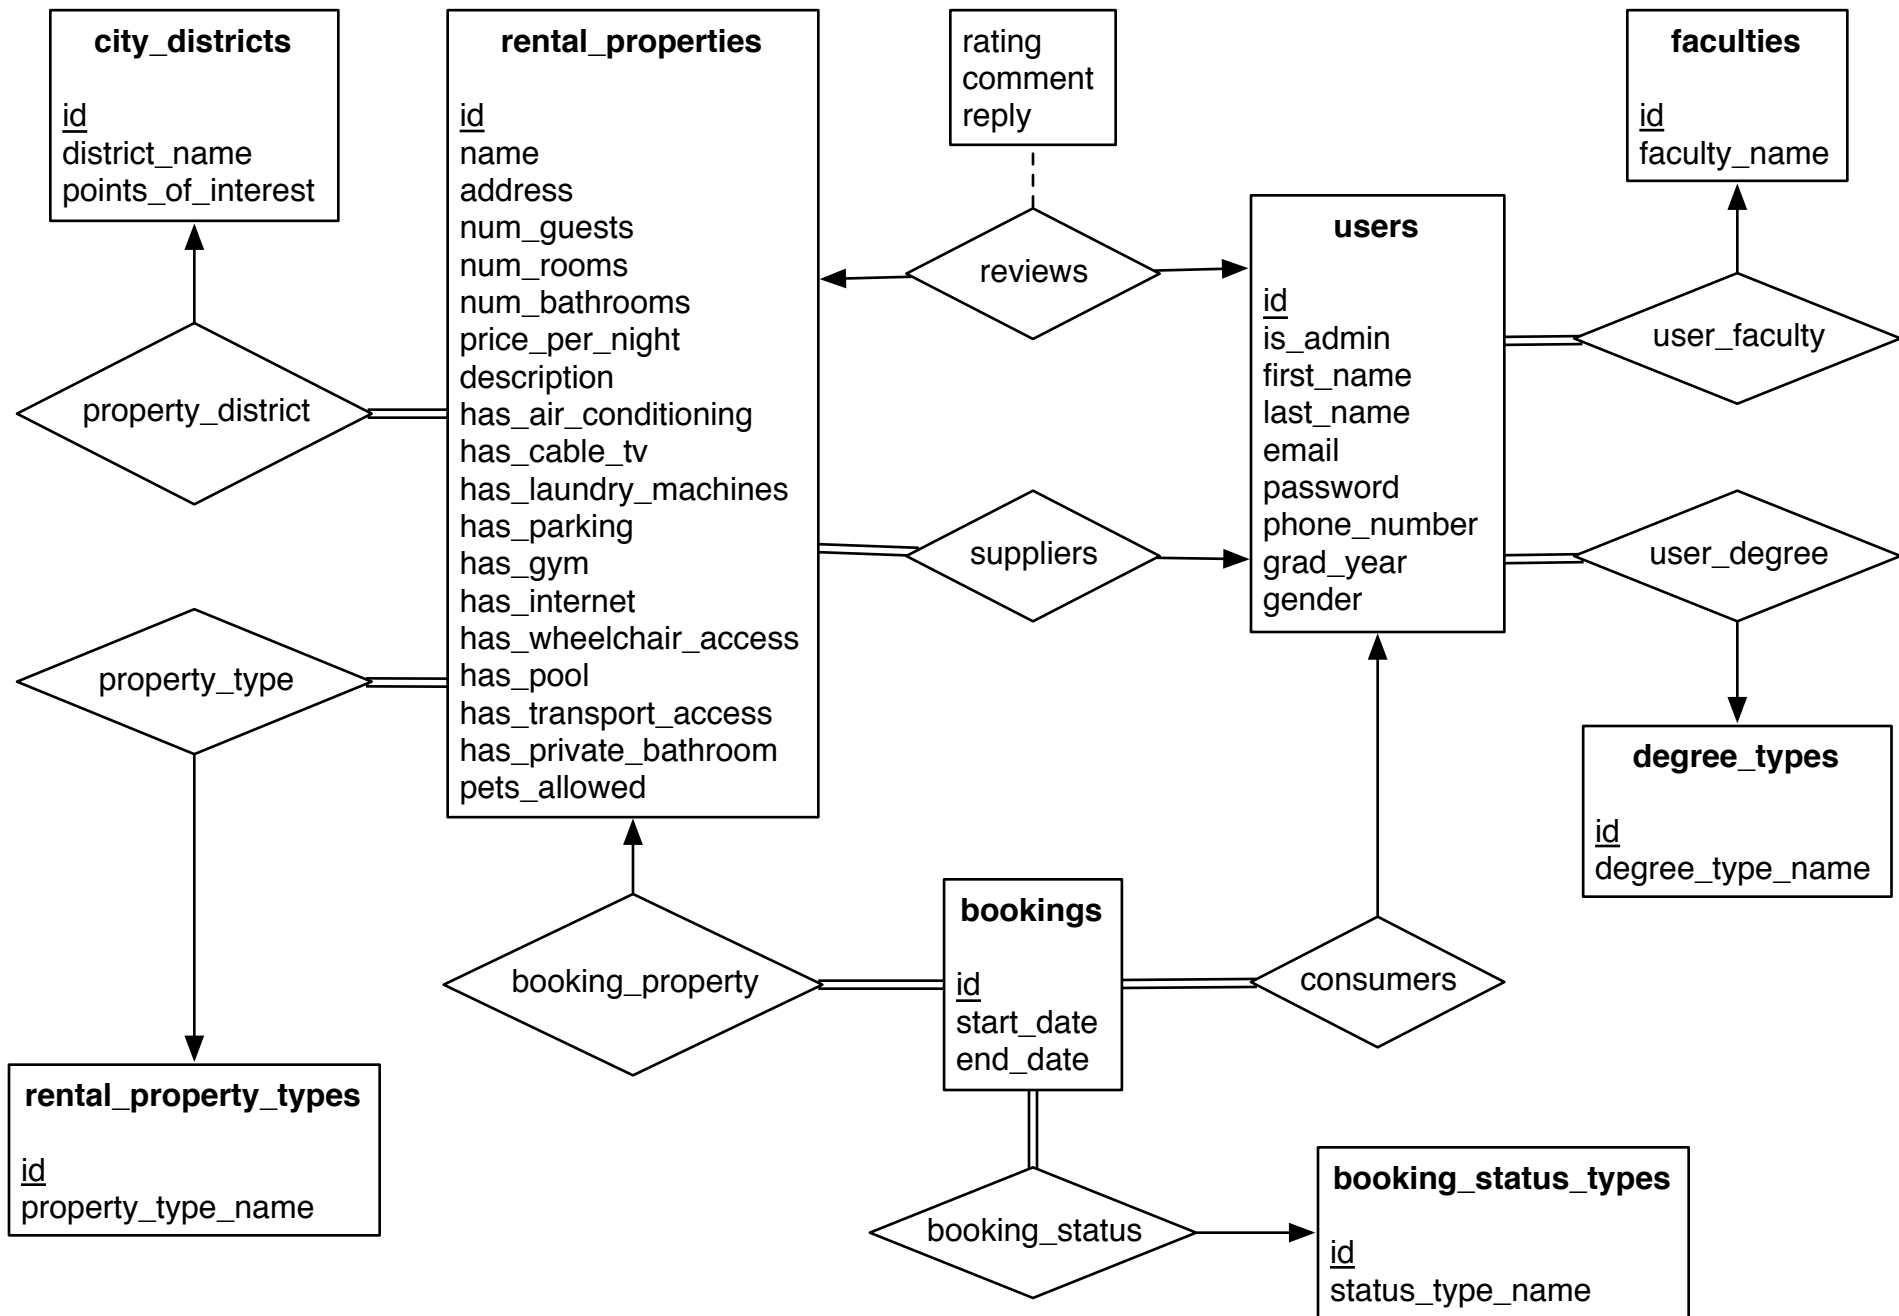 city_districts
id
district_name
points_of_interest
rental_properties
id
name
address
num_guests
num_rooms
num_bathrooms
price_per_night
description
has_air_conditioning
has_cable_tv
has_laundry_machines
has_parking
has_gym
has_internet
has_wheelchair_access
has_pool
has_transport_access
has_private_bathroom
pets_allowed
rating
comment
reply
faculties
id
faculty_name
users
id
is_admin
first_name
last_name
email
password
phone_number
grad_year
gender
reviews
user_faculty
property_district
suppliers
user_degree
property_type
degree_types
id
degree_type_name
bookings
id
start_date
end_date
booking_property
consumers
rental_property_types
id
property_type_name
booking_status
booking_status_types
id
status_type_name